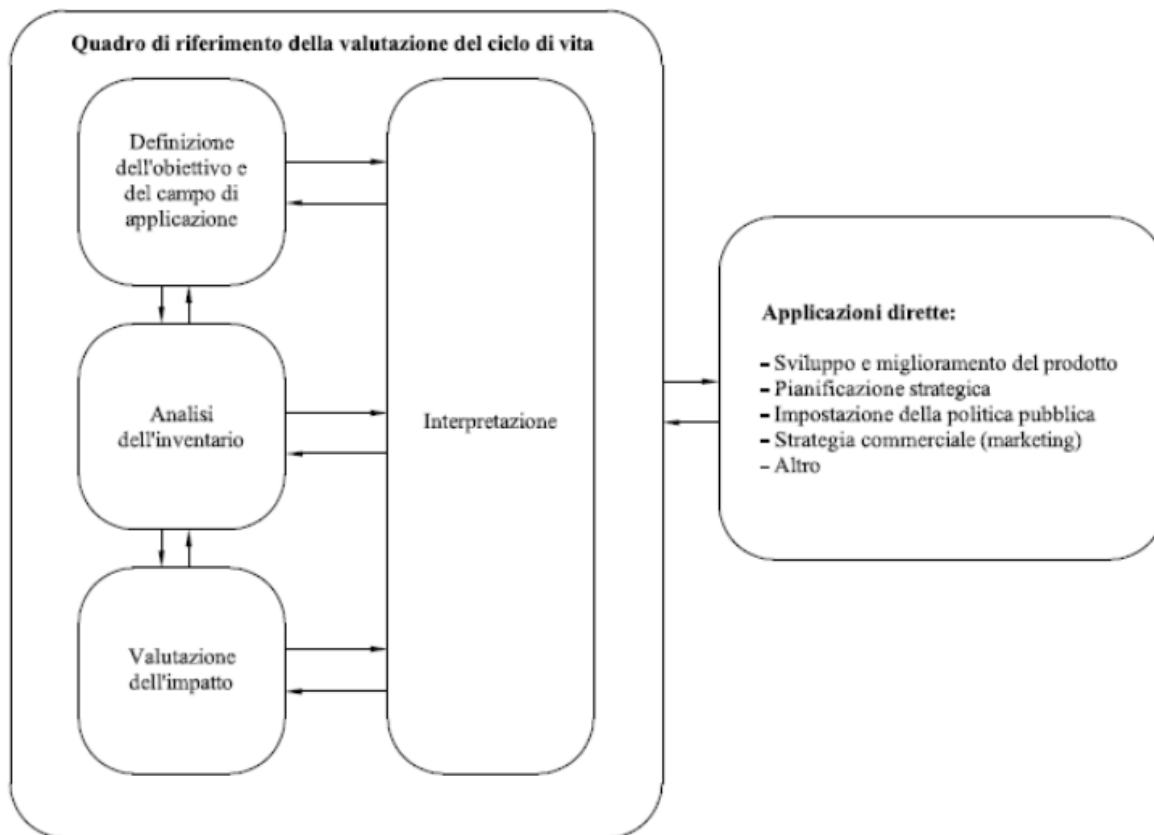 Quadro di riferimento della valutazione del ciclo di vita
Definizione
dell'obiettivo e
del campo di
applicazione
Analisi
dell'inventario
Valutazione
dell'impatto
Interpretazione
Applicazioni dirette:
– Sviluppo e miglioramento del prodotto
– Pianificazione strategica
– Impostazione della politica pubblica
– Strategia commerciale (marketing)
– Altro